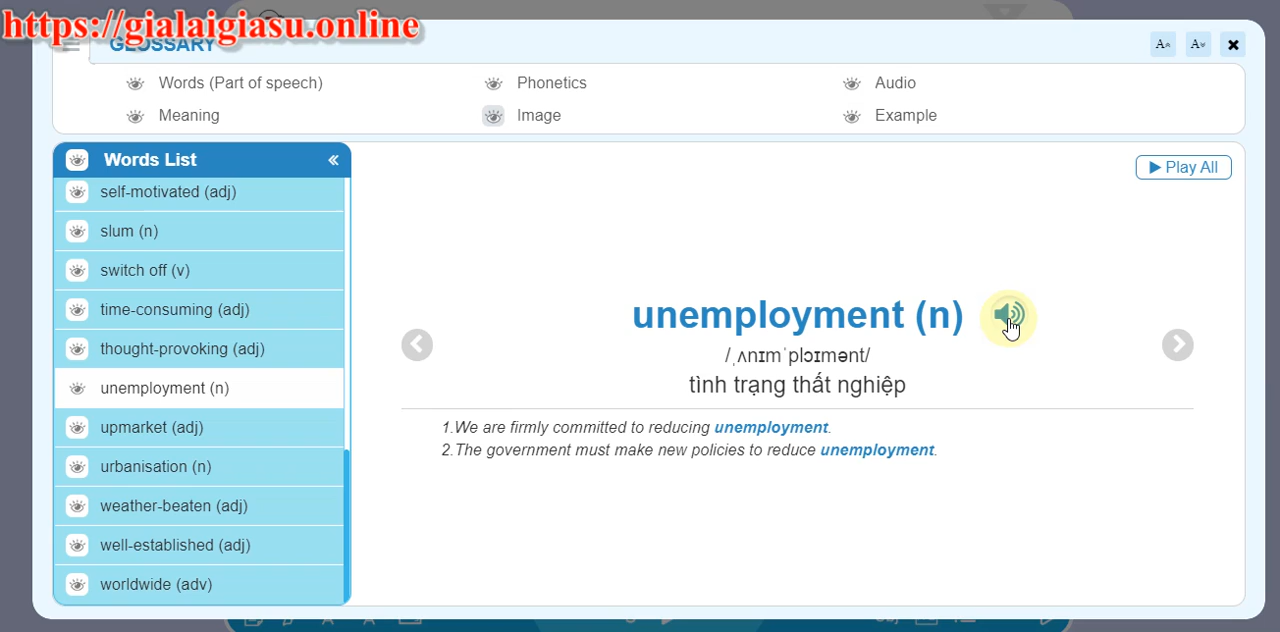 https://gialaigiasu.online
GLOSSARY
A A
Words (Part of speech) Phonetics Audio
Meaning Image Example
Words List
self-motivated (adj)
slum (n)
switch off (v)
time-consuming (adj)
thought-provoking (adj)
unemployment (n)
upmarket (adj)
urbanisation (n)
weather-beaten (adj)
well-established (adj)
worldwide (adv)
Play All
unemployment (n)
/ˌʌnɪmˈplɔɪmənt/
tình trạng thất nghiệp
1.We are firmly committed to reducing unemployment.
2.The government must make new policies to reduce unemployment.